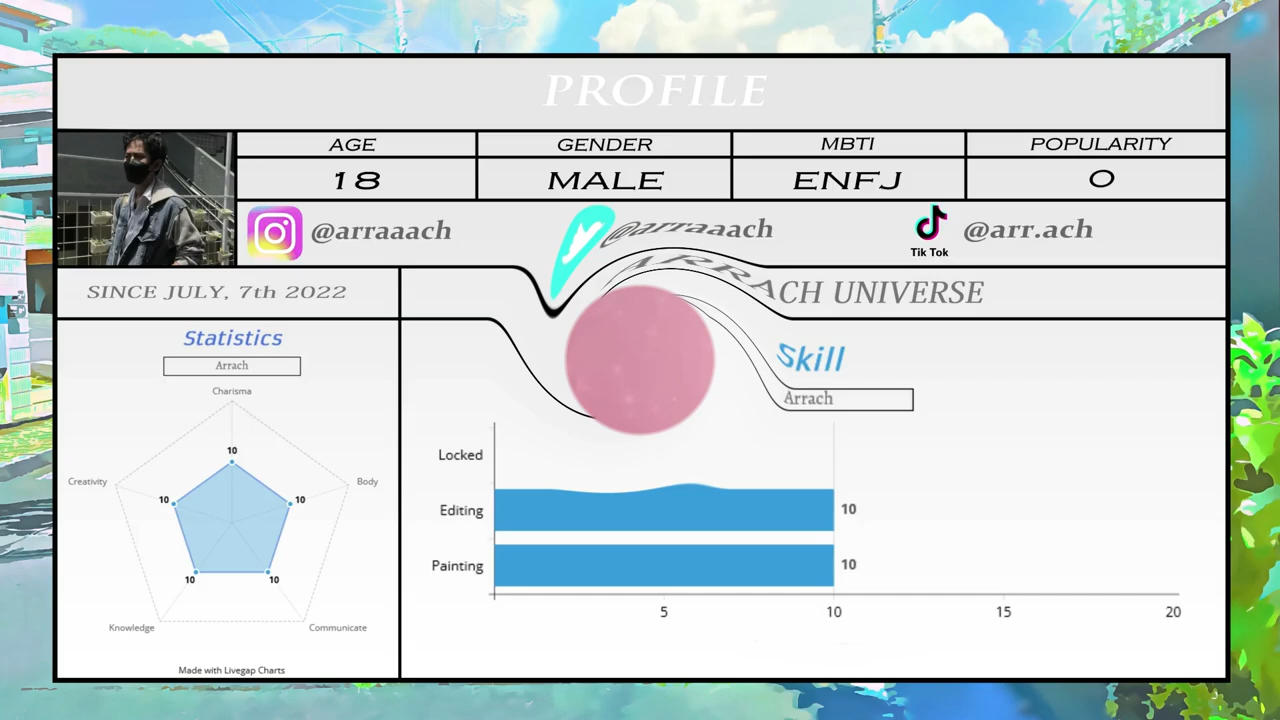 PROFILE
AGE GENDER MBTI POPULARITY
18 MALE ENFJ 0
@arraaach @arraaach Tik Tok @arr.ach
SINCE JULY, 7th 2022
ARRACH UNIVERSE
Statistics
Arrach
Charisma
10
Creativity 10 10 Body
10 10
Knowledge Communicate
Made with Livegap Charts
Skill
Arrach
Locked
Editing 10
Painting 10
5 10 15 20